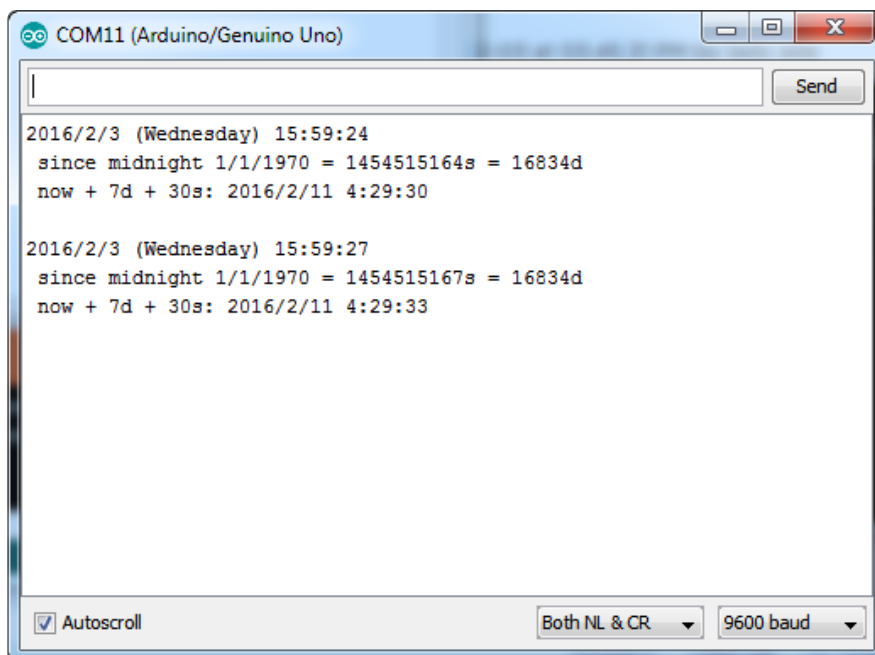 COM11 (Arduino/Genuino Uno)
Send
2016/2/3 (Wednesday) 15:59:24
since midnight 1/1/1970 = 1454515164s = 16834d
now + 7d + 30s: 2016/2/11 4:29:30
2016/2/3 (Wednesday) 15:59:27
since midnight 1/1/1970 = 1454515167s = 16834d
now + 7d + 30s: 2016/2/11 4:29:33
Autoscroll Both NL & CR 9600 baud